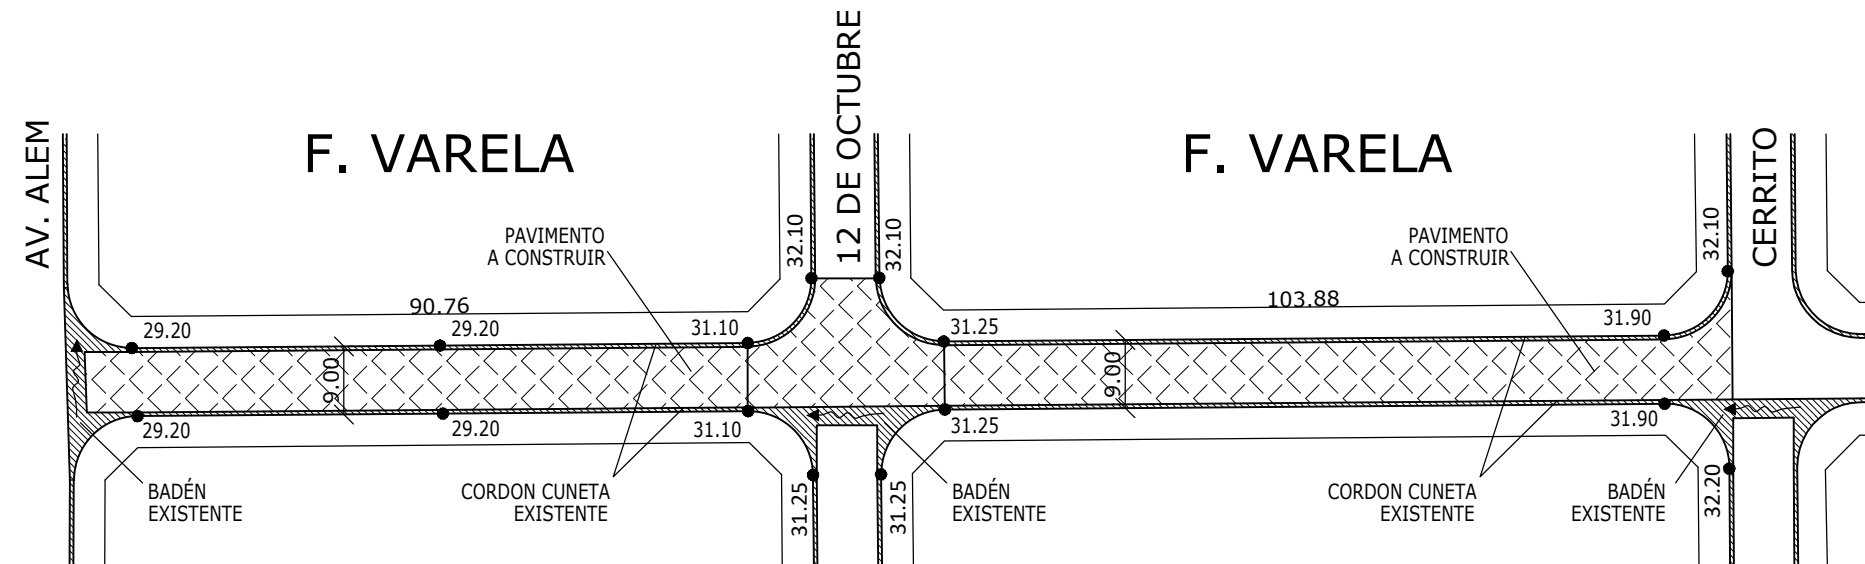 AV. ALEM
F. VARELA
12 DE OCTUBRE
F. VARELA
CERRITO
PAVIMENTO
A CONSTRUIR
32.10
32.10
PAVIMENTO
A CONSTRUIR
32.10
90.76
103.88
29.20
29.20
31.10
31.25
31.90
9.00
9.00
29.20
29.20
31.10
31.25
31.90
BADÉN
EXISTENTE
CORDON CUNETA
EXISTENTE
31.25
31.25
BADÉN
EXISTENTE
CORDON CUNETA
EXISTENTE
BADÉN
EXISTENTE
32.20